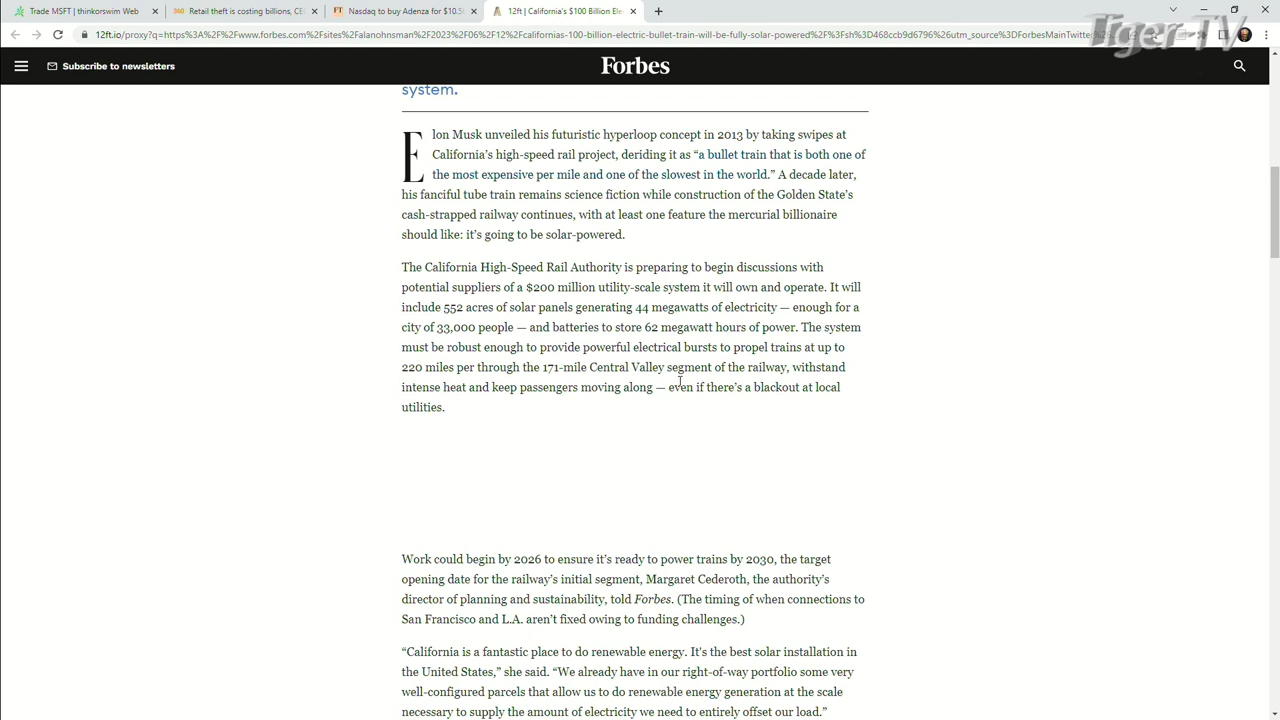 Trade MSFT | thinkorswim Web
Retail theft is costing billions, CE
Nasdaq to buy Adenza for $10.5
12ft | California's $100 Billion Ele
12ft.io/proxy?q=https%3A%2F%2Fwww.forbes.com%2Fsites%2Falanohnsman%2F2023%2F06%2F12%2Fcalifornias-100-billion-electric-bullet-train-will-be-fully-solar-powered%2F%3Fsh%3D468ccb9d6796%26utm_source%3DForbesMainTwitte
Tiger-TV
Subscribe to newsletters
Forbes
system.
Elon Musk unveiled his futuristic hyperloop concept in 2013 by taking swipes at
California’s high-speed rail project, deriding it as “a bullet train that is both one of
the most expensive per mile and one of the slowest in the world.” A decade later,
his fanciful tube train remains science fiction while construction of the Golden State’s
cash-strapped railway continues, with at least one feature the mercurial billionaire
should like: it’s going to be solar-powered.
The California High-Speed Rail Authority is preparing to begin discussions with
potential suppliers of a $200 million utility-scale system it will own and operate. It will
include 552 acres of solar panels generating 44 megawatts of electricity — enough for a
city of 33,000 people — and batteries to store 62 megawatt hours of power. The system
must be robust enough to provide powerful electrical bursts to propel trains at up to
220 miles per through the 171-mile Central Valley segment of the railway, withstand
intense heat and keep passengers moving along — even if there’s a blackout at local
utilities.
Work could begin by 2026 to ensure it’s ready to power trains by 2030, the target
opening date for the railway’s initial segment, Margaret Cederoth, the authority’s
director of planning and sustainability, told Forbes. (The timing of when connections to
San Francisco and L.A. aren’t fixed owing to funding challenges.)
“California is a fantastic place to do renewable energy. It's the best solar installation in
the United States,” she said. “We already have in our right-of-way portfolio some very
well-configured parcels that allow us to do renewable energy generation at the scale
necessary to supply the amount of electricity we need to entirely offset our load.”